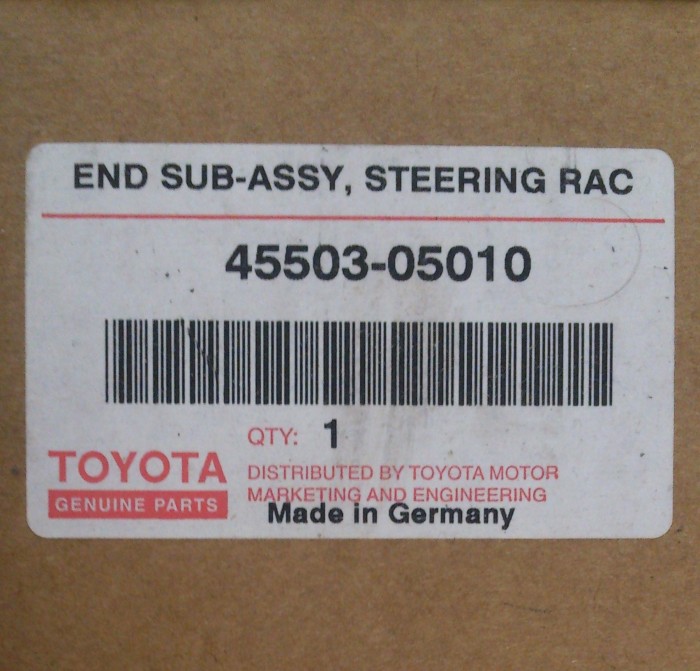 END SUB-ASSY, STEERING RAC
45503-05010
QTY: 1
TOYOTA
GENUINE PARTS
DISTRIBUTED BY TOYOTA MOTOR
MARKETING AND ENGINEERING
Made in Germany